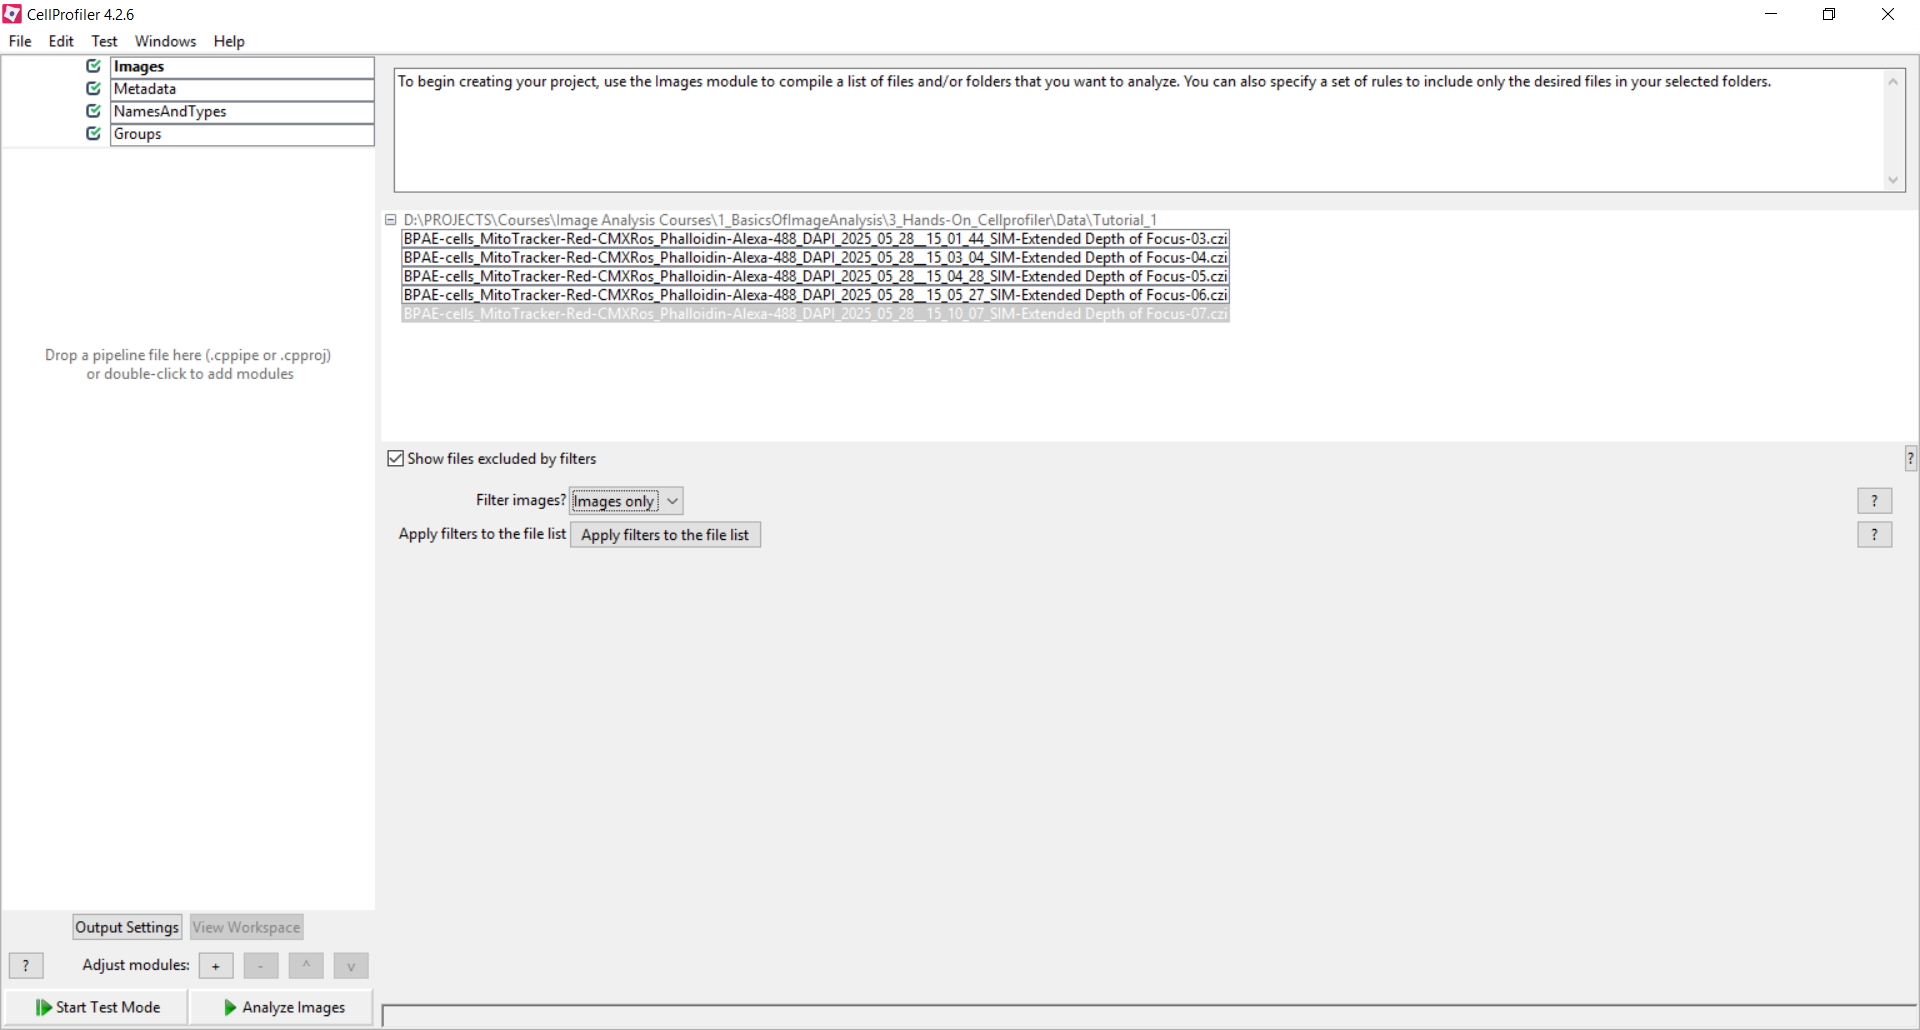 CellProfiler 4.2.6
File Edit Test Windows Help
Images
Metadata
NamesAndTypes
Groups
To begin creating your project, use the Images module to compile a list of files and/or folders that you want to analyze. You can also specify a set of rules to include only the desired files in your selected folders.
D:\PROJECTS\Courses\Image Analysis Courses\1_BasicsOfImageAnalysis\3_Hands-On_Cellprofiler\Data\Tutorial_1
BPAE-cells_MitoTracker-Red-CMXRos_Phalloidin-Alexa-488_DAPI_2025_05_28__15_01_44_SIM-Extended Depth of Focus-03.czi
BPAE-cells_MitoTracker-Red-CMXRos_Phalloidin-Alexa-488_DAPI_2025_05_28__15_03_04_SIM-Extended Depth of Focus-04.czi
BPAE-cells_MitoTracker-Red-CMXRos_Phalloidin-Alexa-488_DAPI_2025_05_28__15_04_28_SIM-Extended Depth of Focus-05.czi
BPAE-cells_MitoTracker-Red-CMXRos_Phalloidin-Alexa-488_DAPI_2025_05_28__15_05_27_SIM-Extended Depth of Focus-06.czi
BPAE-cells_MitoTracker-Red-CMXRos_Phalloidin-Alexa-488_DAPI_2025_05_28__15_10_07_SIM-Extended Depth of Focus-07.czi
Drop a pipeline file here (.cppipe or .cpproj)
or double-click to add modules
Show files excluded by filters ?
Filter images? Images only ?
Apply filters to the file list Apply filters to the file list ?
Output Settings View Workspace
? Adjust modules: + - ^ v
Start Test Mode Analyze Images